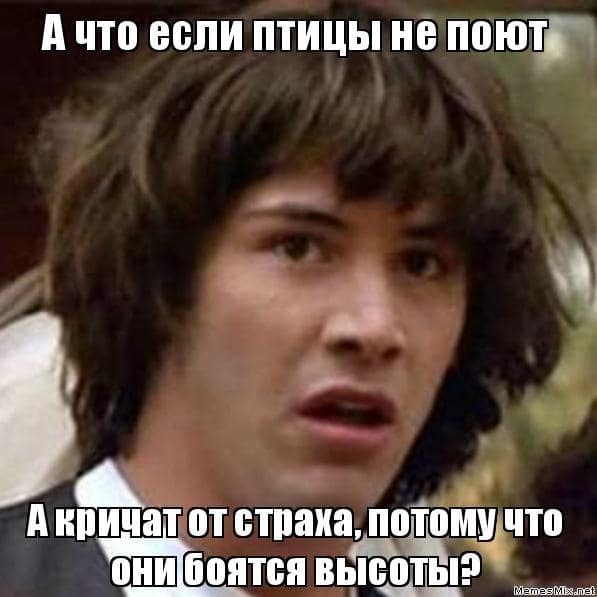 А что если птицы не поют
А кричат от страха, потому что
они боятся высоты?
MemesMix.net